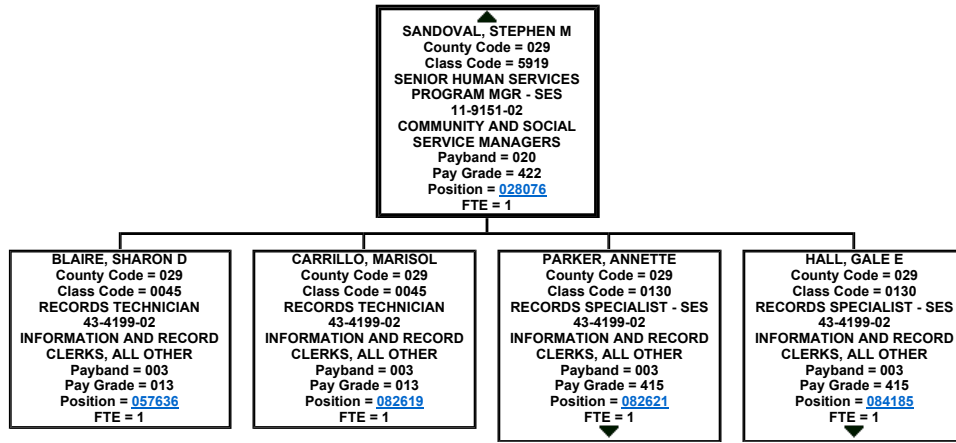 SANDOVAL, STEPHEN M
County Code = 029
Class Code = 5919
SENIOR HUMAN SERVICES
PROGRAM MGR - SES
11-9151-02
COMMUNITY AND SOCIAL
SERVICE MANAGERS
Payband = 020
Pay Grade = 422
Position = 028076
FTE = 1
BLAIRE, SHARON D
County Code = 029
Class Code = 0045
RECORDS TECHNICIAN
43-4199-02
INFORMATION AND RECORD
CLERKS, ALL OTHER
Payband = 003
Pay Grade = 013
Position = 057636
FTE = 1
CARRILLO, MARISOL
County Code = 029
Class Code = 0045
RECORDS TECHNICIAN
43-4199-02
INFORMATION AND RECORD
CLERKS, ALL OTHER
Payband = 003
Pay Grade = 013
Position = 082619
FTE = 1
PARKER, ANNETTE
County Code = 029
Class Code = 0130
RECORDS SPECIALIST - SES
43-4199-02
INFORMATION AND RECORD
CLERKS, ALL OTHER
Payband = 003
Pay Grade = 415
Position = 082621
FTE = 1
HALL, GALE E
County Code = 029
Class Code = 0130
RECORDS SPECIALIST - SES
43-4199-02
INFORMATION AND RECORD
CLERKS, ALL OTHER
Payband = 003
Pay Grade = 415
Position = 084185
FTE = 1